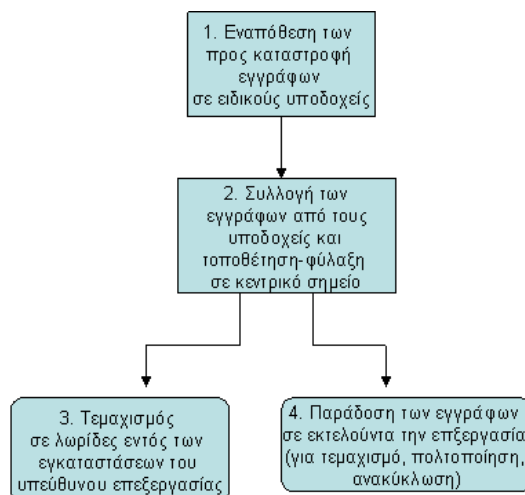 1. Εναπόθεση των
προς καταστροφή
εγγράφων
σε ειδικούς υποδοχείς
2. Συλλογή των
εγγράφων από τους
υποδοχείς και
τοποθέτηση-φύλαξη
σε κεντρικό σημείο
3. Τεμαχισμός
σε λωρίδες εντός των
εγκαταστάσεων του
υπεύθυνου επεξεργασίας
4. Παράδοση των εγγράφων
σε εκτελούντα την επξεργασία
(για τεμαχισμό, πολτοποίηση,
ανακύκλωση)